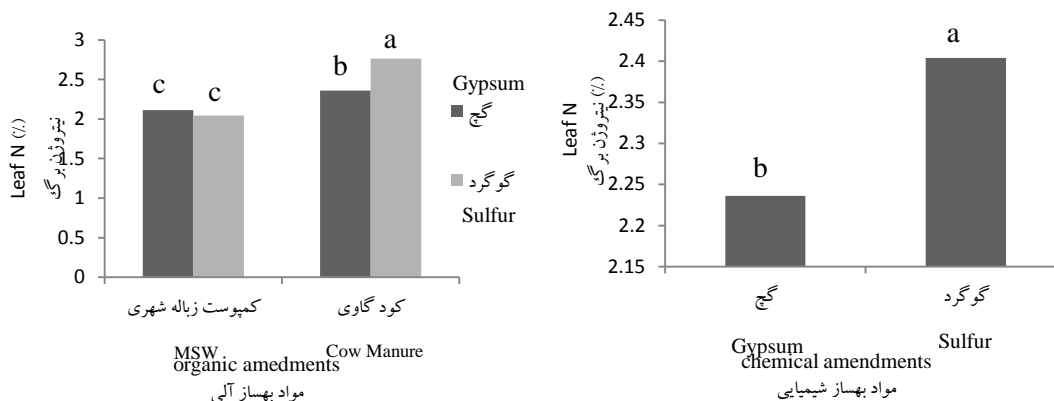 3
2.5
2
1.5
1
0.5
0
Leaf N (٪)
نیتروژن برگ
c
c
b
a
Gypsum
گچ
گوگرد
Sulfur
کمپوست زباله شهری
کود گاوی
MSW
Cow Manure
organic amedments
مواد بهساز آلی
2.45
2.4
2.35
2.3
2.25
2.2
2.15
Leaf N
نیتروژن برگ (٪)
b
a
گچ
گوگرد
Gypsum
Sulfur
chemical amendments
مواد بهساز شیمیایی